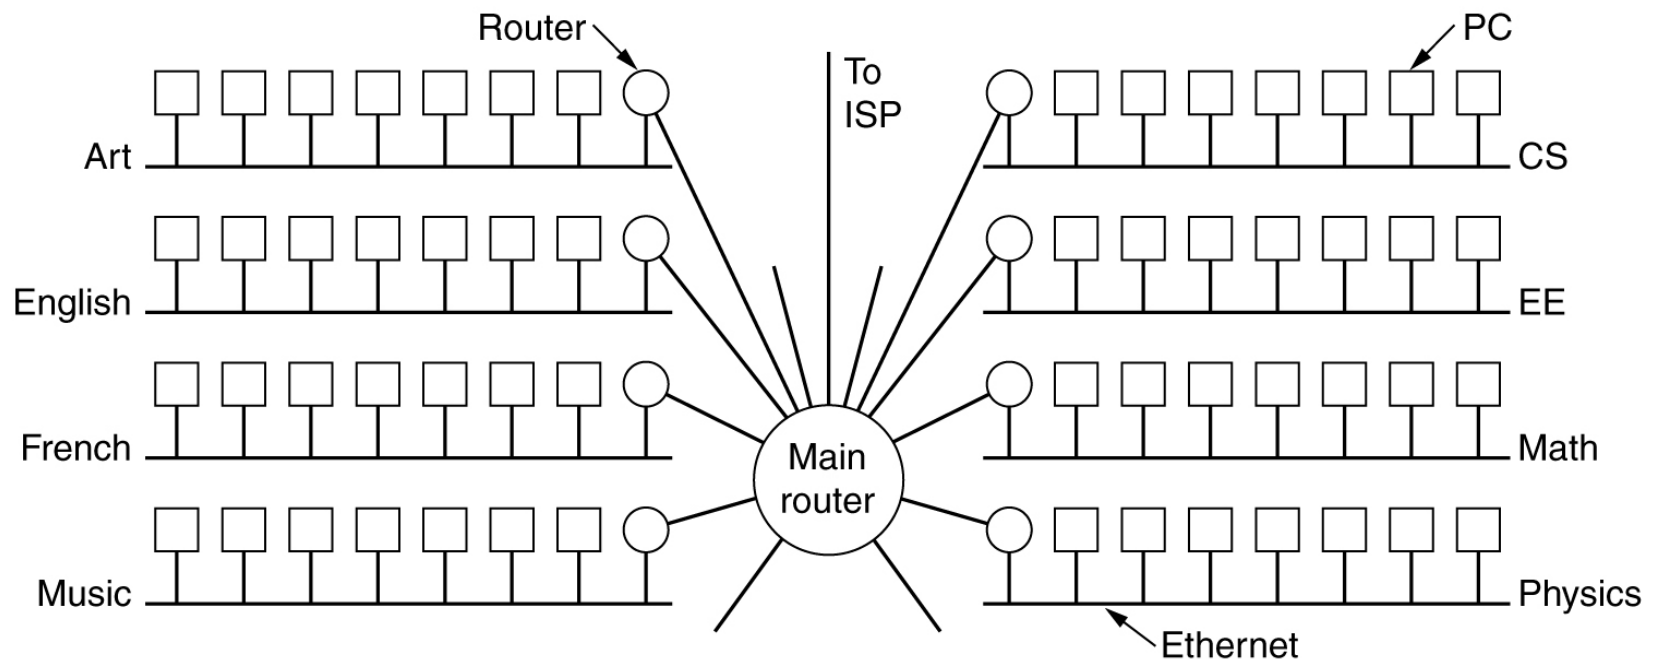 Router
PC
To
ISP
Art
CS
English
EE
French
Math
Main
router
Music
Physics
Ethernet